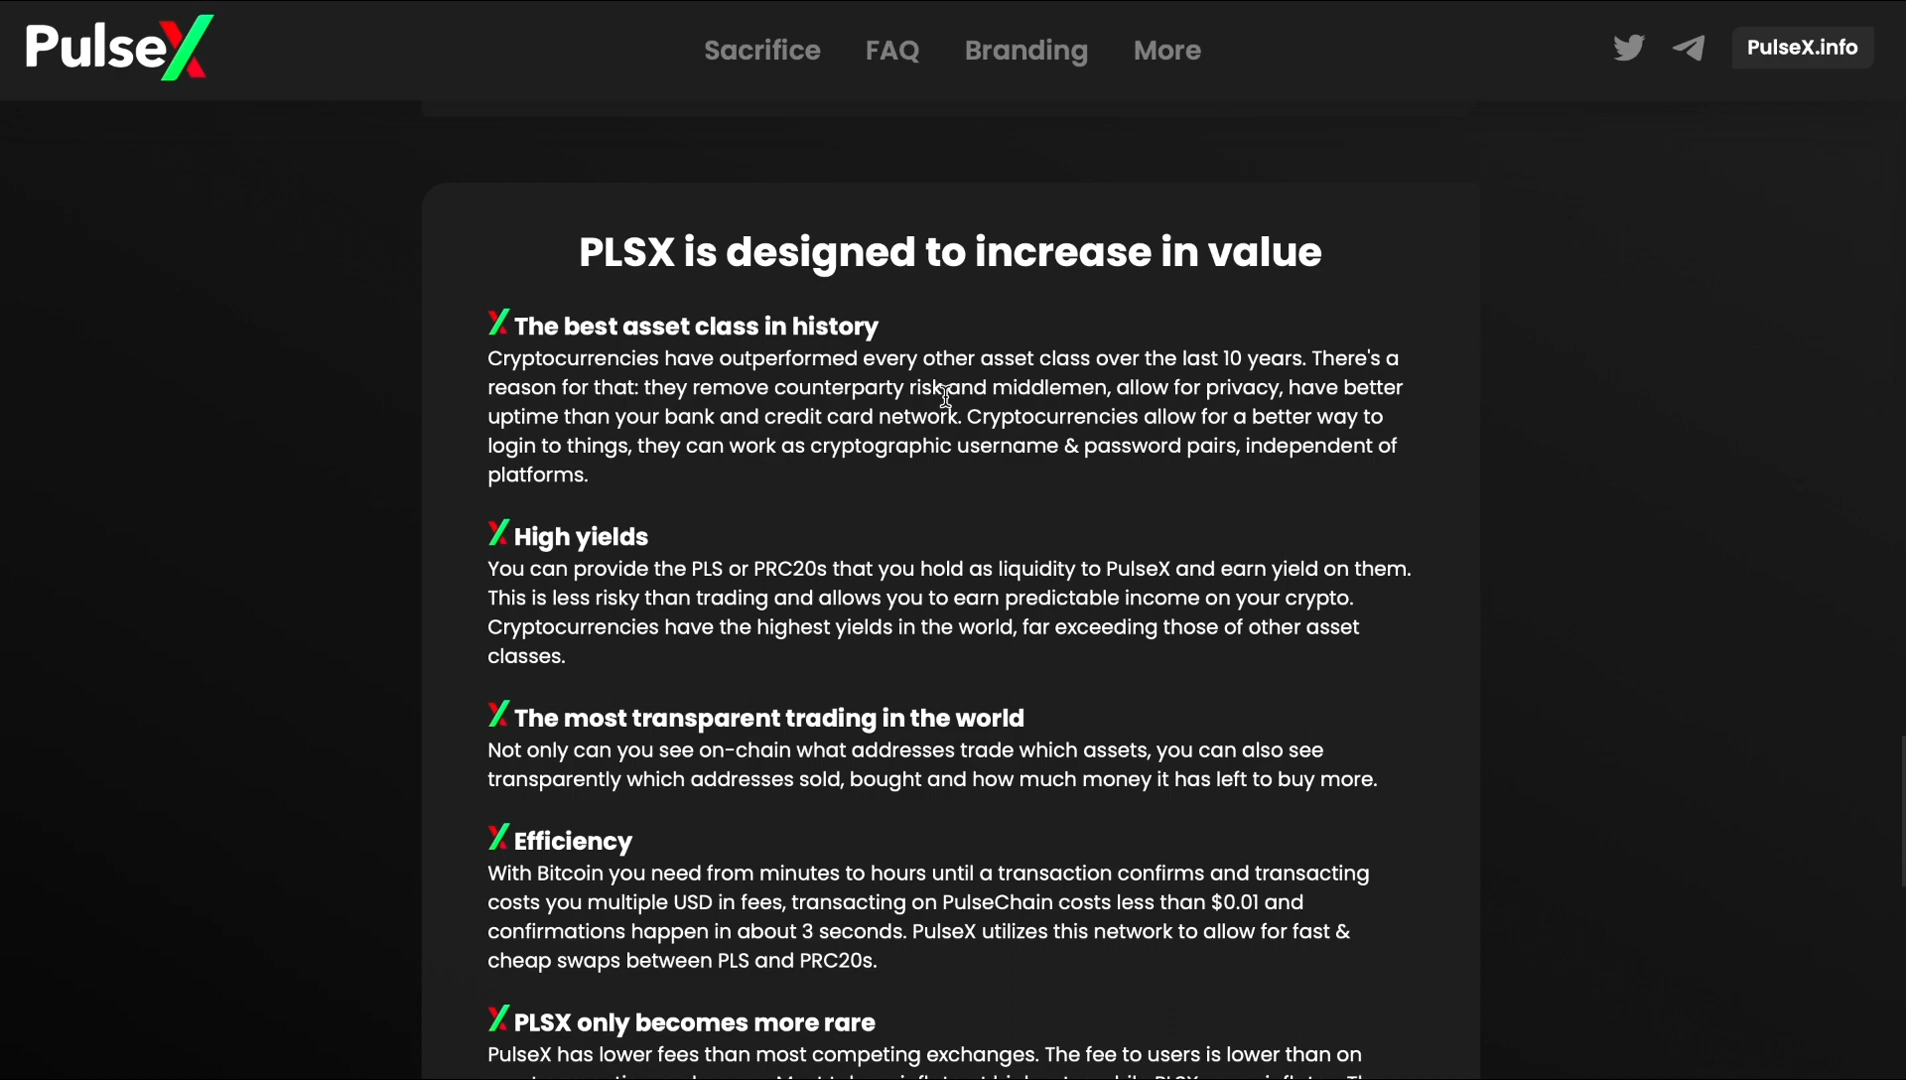 PulseX
Sacrifice FAQ Branding More
PulseX.info
PLSX is designed to increase in value
The best asset class in history
Cryptocurrencies have outperformed every other asset class over the last 10 years. There's a
reason for that: they remove counterparty risk and middlemen, allow for privacy, have better
uptime than your bank and credit card network. Cryptocurrencies allow for a better way to
login to things, they can work as cryptographic username & password pairs, independent of
platforms.
High yields
You can provide the PLS or PRC20s that you hold as liquidity to PulseX and earn yield on them.
This is less risky than trading and allows you to earn predictable income on your crypto.
Cryptocurrencies have the highest yields in the world, far exceeding those of other asset
classes.
The most transparent trading in the world
Not only can you see on-chain what addresses trade which assets, you can also see
transparently which addresses sold, bought and how much money it has left to buy more.
Efficiency
With Bitcoin you need from minutes to hours until a transaction confirms and transacting
costs you multiple USD in fees, transacting on PulseChain costs less than $0.01 and
confirmations happen in about 3 seconds. PulseX utilizes this network to allow for fast &
cheap swaps between PLS and PRC20s.
PLSX only becomes more rare
PulseX has lower fees than most competing exchanges. The fee to users is lower than on